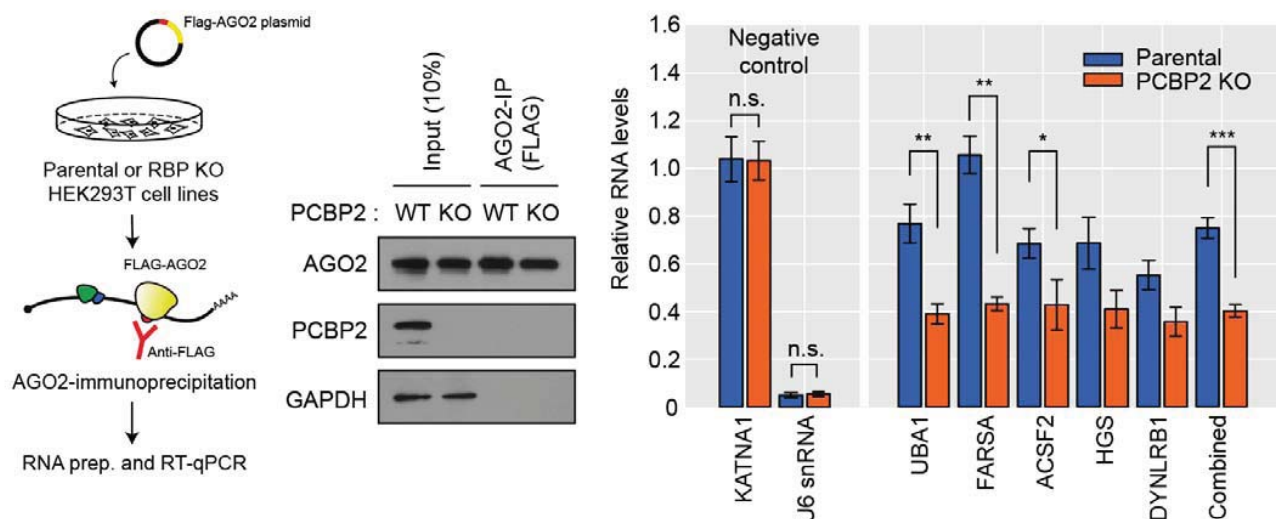 Flag-AGO2 plasmid
Parental or RBP KO
HEK293T cell lines
FLAG-AGO2
AAAA
Anti-FLAG
AGO2-immunoprecipitation
RNA prep. and RT-qPCR
Input (10%)
AGO2-IP
(FLAG)
PCBP2 : WT KO WT KO
AGO2
PCBP2
GAPDH
Relative RNA levels
1.6
1.4
1.2
1.0
0.8
0.6
0.4
0.2
0
Negative
control
n.s.
n.s.
Parental
PCBP2 KO
**
**
*
***
KATNA1
U6 snRNA
UBA1
FARSA
ACSF2
HGS
DYNLRB1
Combined